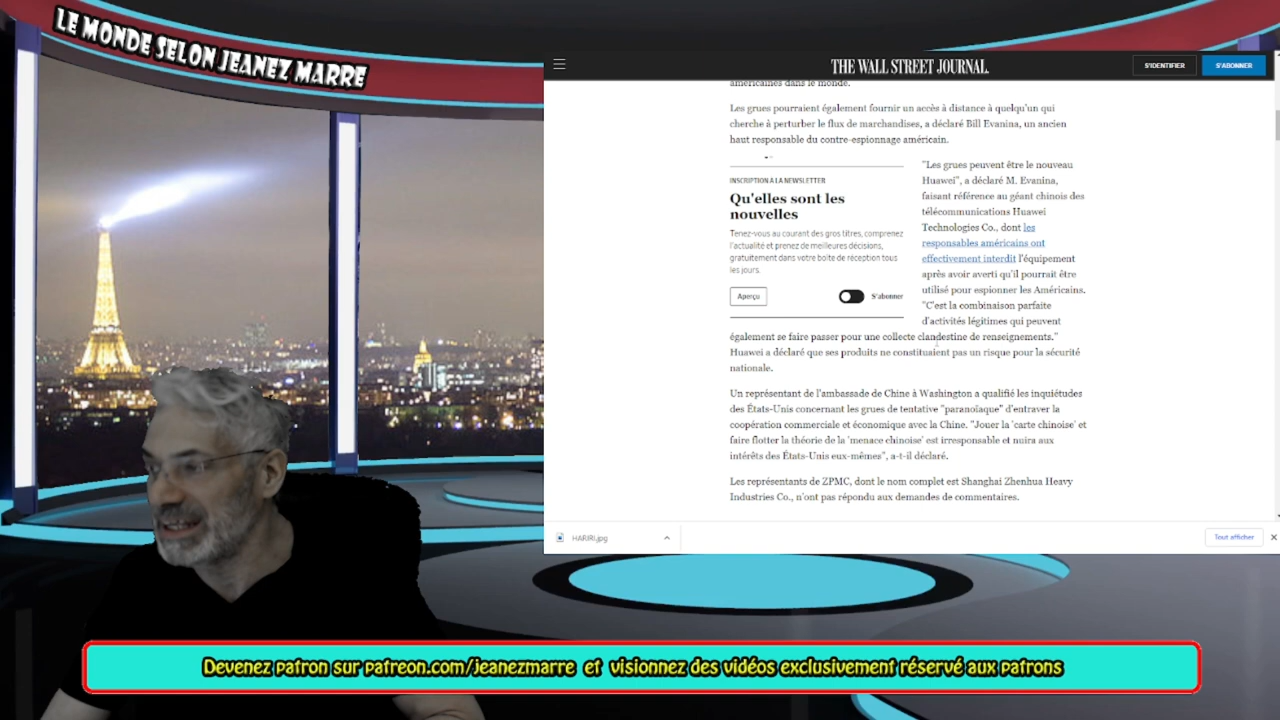 LE MONDE SELON JEANEZ MARRE
THE WALL STREET JOURNAL.
S'IDENTIFIER
S'ABONNER
américaines dans le monde.
Les grues pourraient également fournir un accès à distance à quelqu'un qui
cherche à perturber le flux de marchandises, a déclaré Bill Evanina, un ancien
haut responsable du contre-espionnage américain.
INSCRIPTION A LA NEWSLETTER
Qu'elles sont les
nouvelles
Tenez-vous au courant des gros titres, comprenez
l'actualité et prenez de meilleures décisions,
gratuitement dans votre boîte de réception tous
les jours.
Aperçu
S'abonner
"Les grues peuvent être le nouveau
Huawei", a déclaré M. Evanina,
faisant référence au géant chinois des
télécommunications Huawei
Technologies Co., dont les
responsables américains ont
effectivement interdit l'équipement
après avoir averti qu'il pourrait être
utilisé pour espionner les Américains.
"C'est la combinaison parfaite
d'activités légitimes qui peuvent
également se faire passer pour une collecte clandestine de renseignements."
Huawei a déclaré que ses produits ne constituaient pas un risque pour la sécurité
nationale.
Un représentant de l'ambassade de Chine à Washington a qualifié les inquiétudes
des États-Unis concernant les grues de tentative "paranoïaque" d'entraver la
coopération commerciale et économique avec la Chine. "Jouer la 'carte chinoise' et
faire flotter la théorie de la 'menace chinoise' est irresponsable et nuira aux
intérêts des États-Unis eux-mêmes", a-t-il déclaré.
Les représentants de ZPMC, dont le nom complet est Shanghai Zhenhua Heavy
Industries Co., n'ont pas répondu aux demandes de commentaires.
HARIRI.jpg
Tout afficher
Devenez patron sur patreon.com/jeanezmarre et visionnez des vidéos exclusivement réservé aux patrons